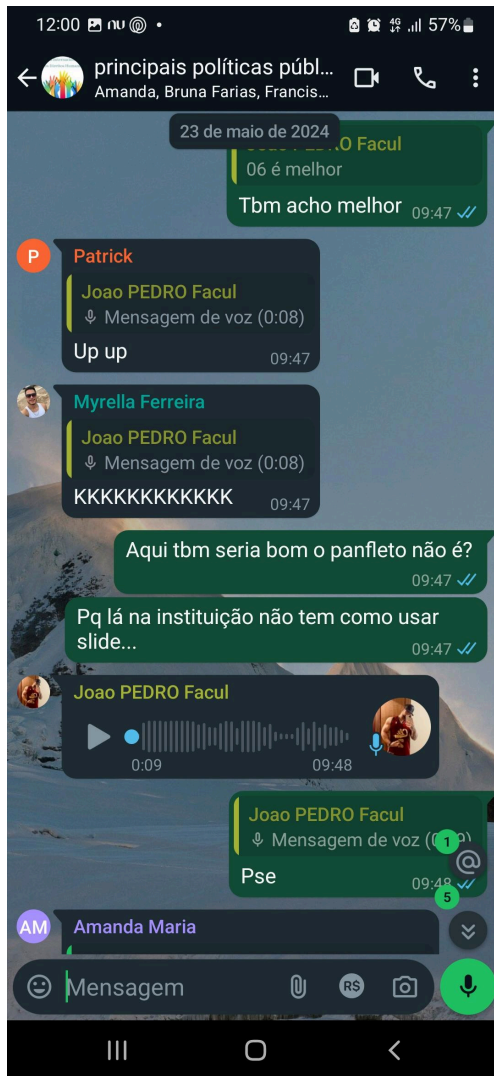 12:00
4G
57%
principais políticas públ...
Amanda, Bruna Farias, Francis...
23 de maio de 2024
PEDRO Facul
06 é melhor
Tbm acho melhor 09:47
P Patrick
Joao PEDRO Facul
Mensagem de voz (0:08)
Up up 09:47
Myrella Ferreira
Joao PEDRO Facul
Mensagem de voz (0:08)
KKKKKKKKKKKK 09:47
Aqui tbm seria bom o panfleto não é?
09:47
Pq lá na instituição não tem como usar
slide... 09:47
Joao PEDRO Facul
0:09 09:48
Joao PEDRO Facul
Mensagem de voz
1
@
Pse 09:48
5
AM Amanda Maria
Mensagem R$